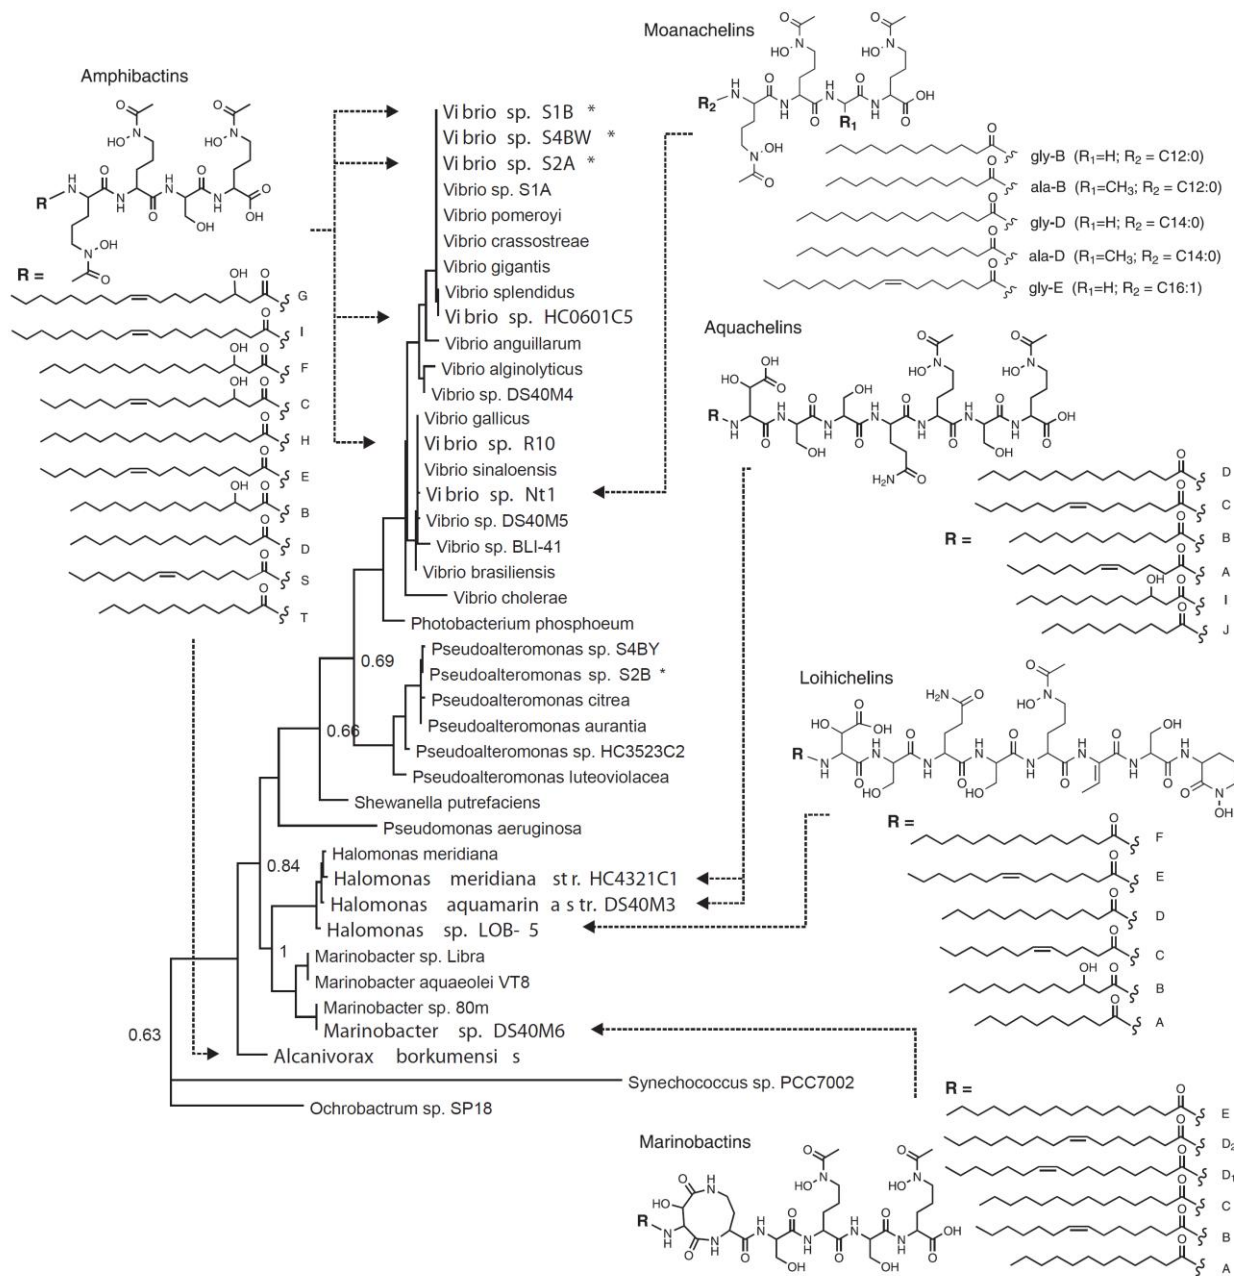 Amphibactins
R
R =
G
I
F
C
H
E
B
D
S
T
Vibrio sp. S1B *
Vibrio sp. S4BW *
Vibrio sp. S2A *
Vibrio sp. S1A
Vibrio pomeroyi
Vibrio crassostreae
Vibrio gigantis
Vibrio splendidus
Vibrio sp. HC0601C5
Vibrio anguillarum
Vibrio alginolyticus
Vibrio sp. DS40M4
Vibrio gallicus
Vibrio sp. R10
Vibrio sinaloensis
Vibrio sp. Nt1
Vibrio sp. DS40M5
Vibrio sp. BLI-41
Vibrio brasiliensis
Vibrio cholerae
Photobacterium phosphoeum
Pseudoalteromonas sp. S4BY
Pseudoalteromonas sp. S2B *
Pseudoalteromonas citrea
Pseudoalteromonas aurantia
Pseudoalteromonas sp. HC3523C2
Pseudoalteromonas luteoviolacea
Shewanella putrefaciens
Pseudomonas aeruginosa
Halomonas meridiana
Halomonas meridiana str. HC4321C1
Halomonas aquamarina str. DS40M3
Halomonas sp. LOB-5
Marinobacter sp. Libra
Marinobacter aquaeolei VT8
Marinobacter sp. 80m
Marinobacter sp. DS40M6
Alcanivorax borkumensis
Synechococcus sp. PCC7002
Ochrobactrum sp. SP18
0.69
0.66
0.84
1
0.63
Moanachelins
R2
R1
gly-B (R1=H; R2 = C12:0)
ala-B (R1=CH3; R2 = C12:0)
gly-D (R1=H; R2 = C14:0)
ala-D (R1=CH3; R2 = C14:0)
gly-E (R1=H; R2 = C16:1)
Aquachelins
R
R =
D
C
B
A
I
J
Loihichelins
R
R =
F
E
D
C
B
A
Marinobactins
R
R =
E
D2
D1
C
B
A